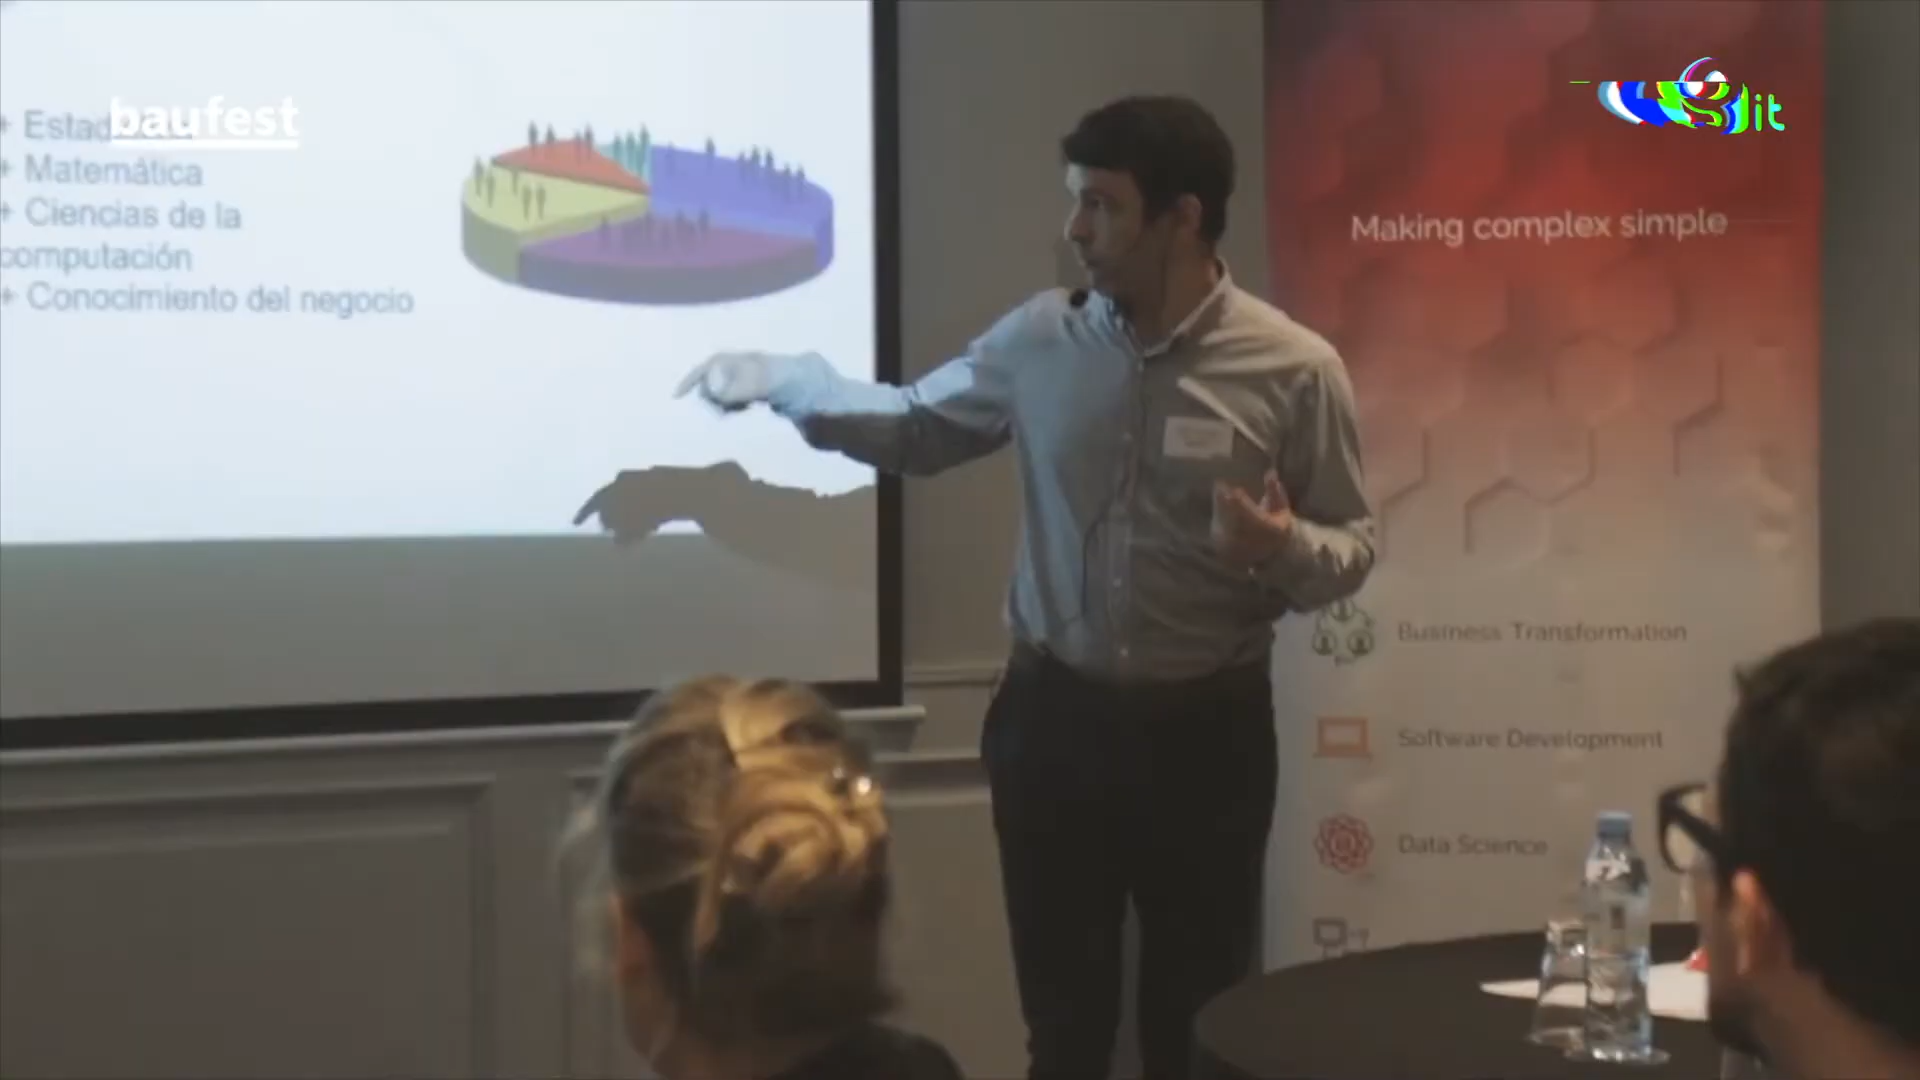 baufest
+ Estad
+ Matemática
+ Ciencias de la
computación
+ Conocimiento del negocio
it
Making complex simple
Business Transformation
Software Development
Data Science